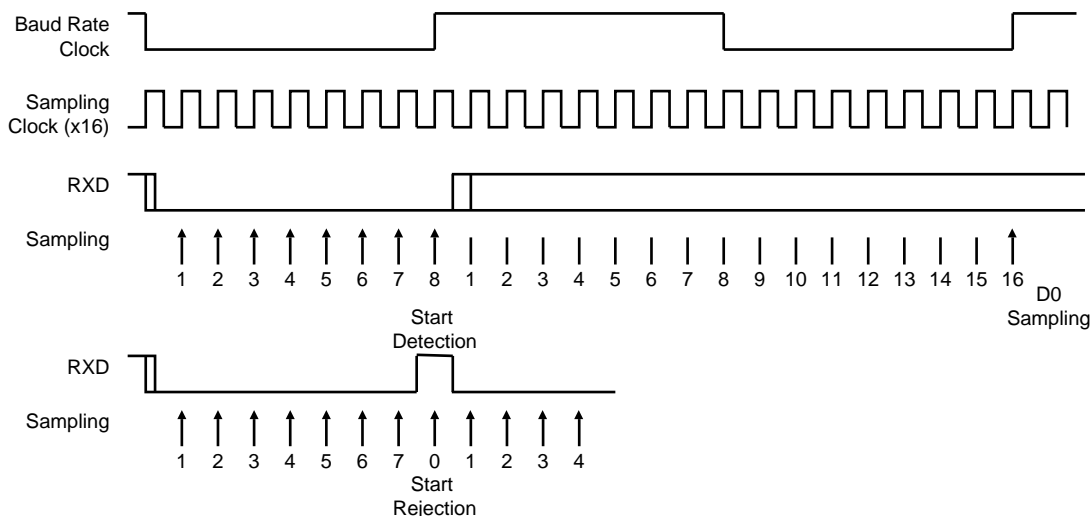 Baud Rate
Clock
Sampling
Clock (x16)
RXD
Sampling
1 2 3 4 5 6 7 8 1 2 3 4 5 6 7 8 9 10 11 12 13 14 15 16
D0
Sampling
Start
Detection
RXD
Sampling
1 2 3 4 5 6 7 0 1 2 3 4
Start
Rejection